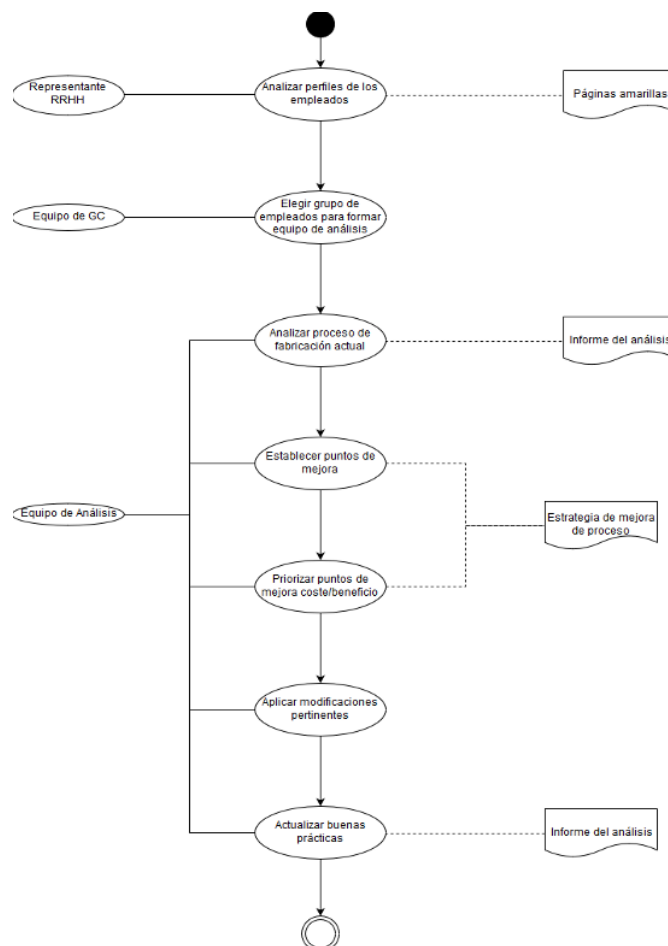 Representante
RRHH
Analizar perfiles de los
empleados
Páginas amarillas
Equipo de GC
Elegir grupo de
empleados para formar
equipo de análisis
Analizar proceso de
fabricación actual
Informe del análisis
Establecer puntos de
mejora
Equipo de Análisis
Estrategia de mejora
de proceso
Priorizar puntos de
mejora coste/beneficio
Aplicar modificaciones
pertinentes
Actualizar buenas
prácticas
Informe del análisis